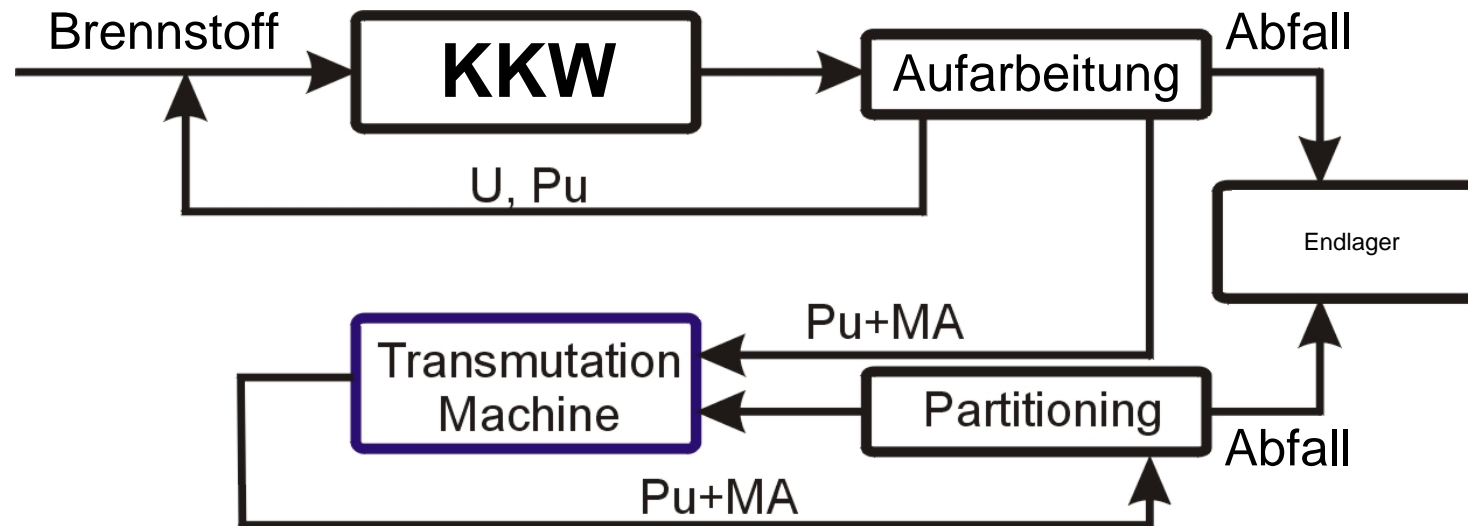 Brennstoff
KKW
Aufarbeitung
Abfall
U, Pu
Endlager
Pu+MA
Transmutation
Machine
Partitioning
Abfall
Pu+MA